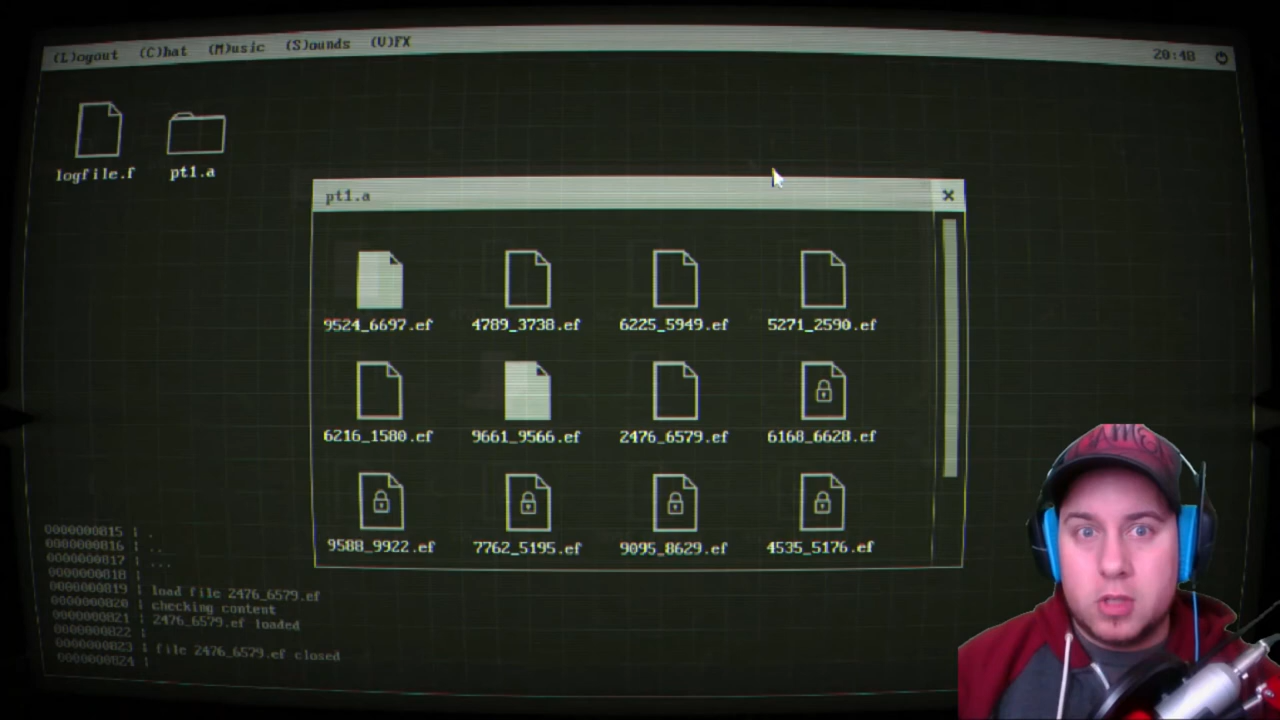 (L)ogout (C)hat (M)usic (S)ounds (V)FX 20:48
logfile.f pt1.a
pt1.a
9524_6697.ef 4789_3738.ef 6225_5949.ef 5271_2590.ef
6216_1580.ef 9661_9566.ef 2476_6579.ef 6168_6628.ef
9588_9922.ef 7762_5195.ef 9095_8629.ef 4535_5176.ef
0000000815 | .
0000000816 | ..
0000000817 | ...
0000000818 |
0000000819 | load file 2476_6579.ef
0000000820 | checking content
0000000821 | 2476_6579.ef loaded
0000000822 |
0000000823 | file 2476_6579.ef closed
0000000824 |